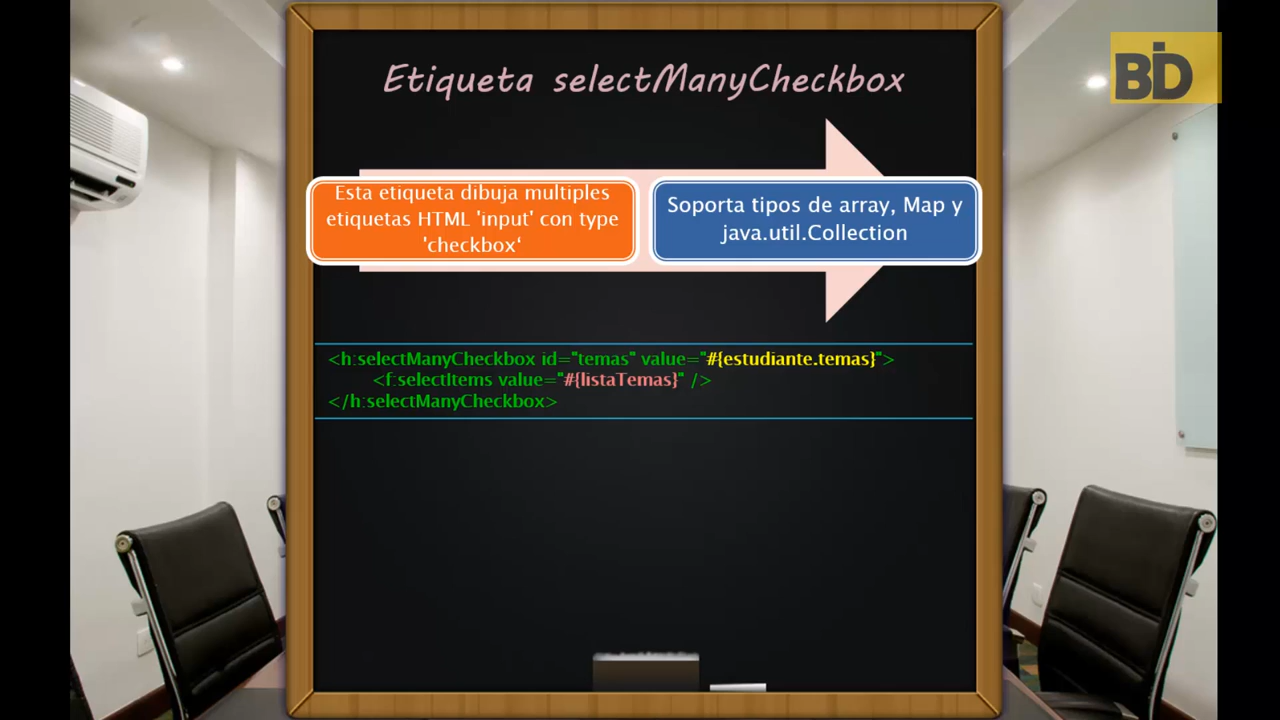 BID
Etiqueta selectManyCheckbox
Esta etiqueta dibuja multiples
etiquetas HTML 'input' con type
'checkbox‘
Soporta tipos de array, Map y
java.util.Collection
<h:selectManyCheckbox id="temas" value="#{estudiante.temas}">
<f:selectItems value="#{listaTemas}" />
</h:selectManyCheckbox>